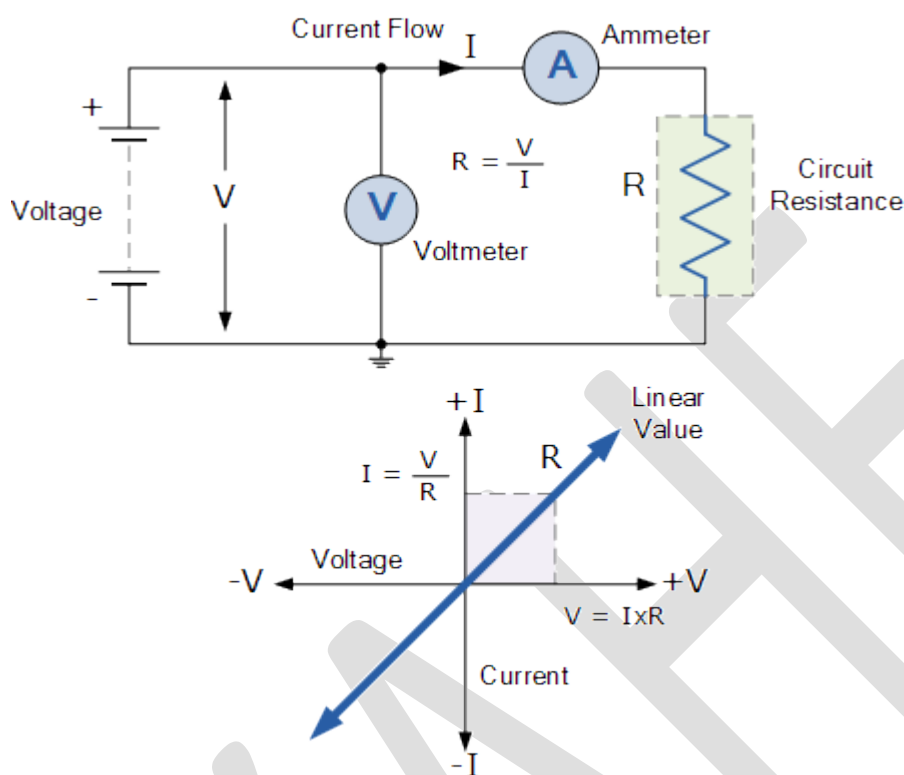 Current Flow
I
Ammeter
A
+
V
Voltage
-
V
Voltmeter
R = V
I
R
Circuit
Resistance
+I
Linear
Value
I = V
R
R
Voltage
-V
+V
V = IxR
Current
-I